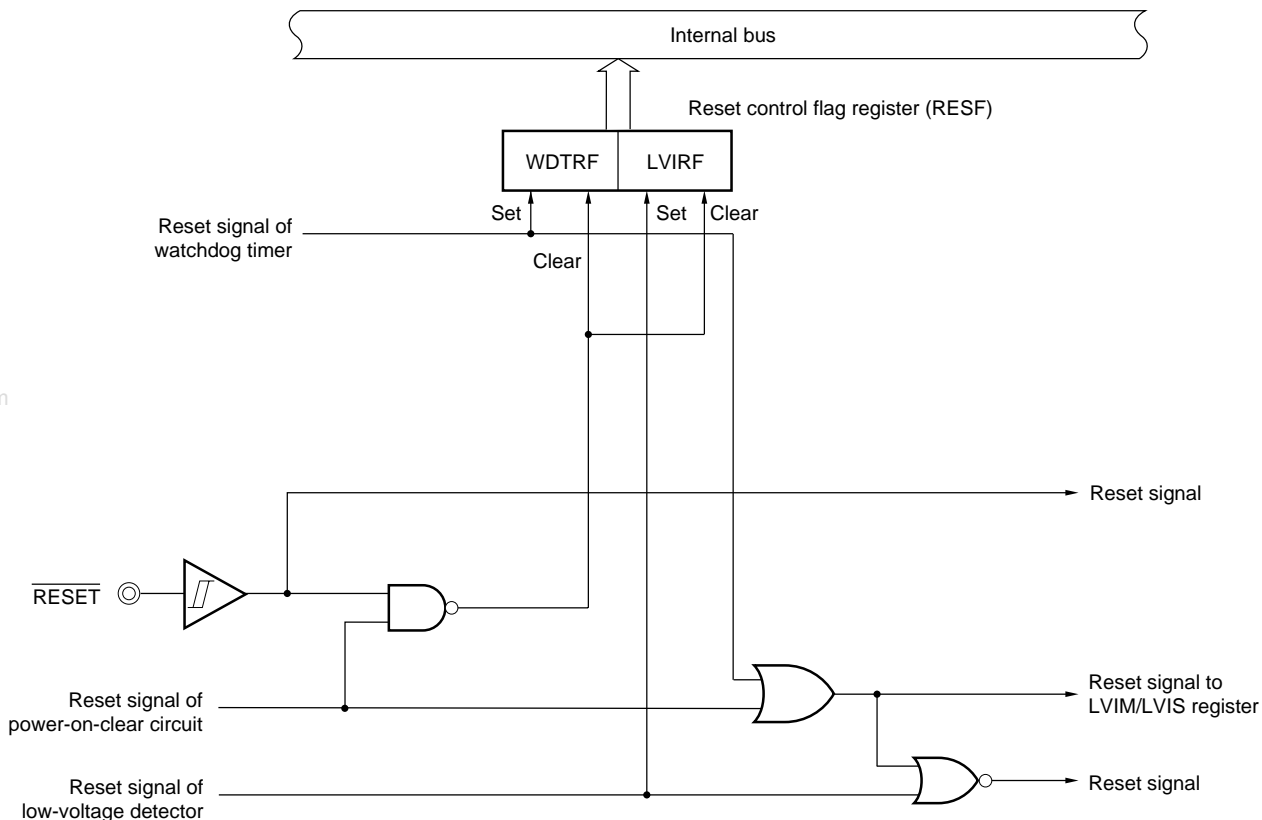 Internal bus
Reset control flag register (RESF)
WDTRF
LVIRF
Set
Set
Clear
Reset signal of
watchdog timer
Clear
Reset signal
RESET
Reset signal of
power-on-clear circuit
Reset signal to
LVIM/LVIS register
Reset signal of
low-voltage detector
Reset signal